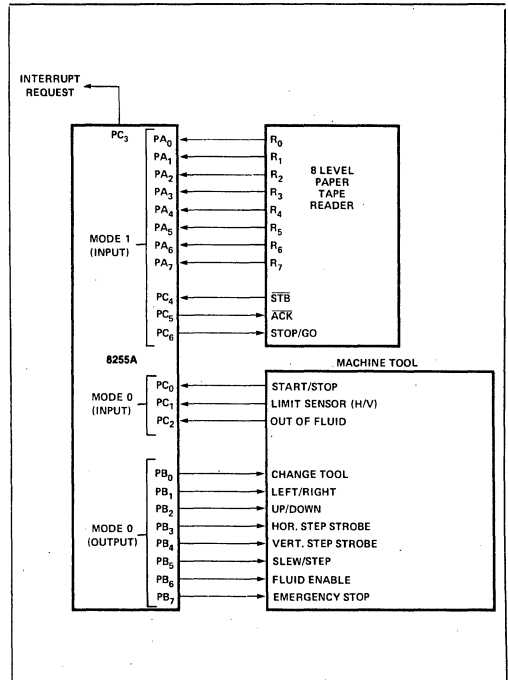 INTERRUPT
REQUEST
PC3
PA0 R0
PA1 R1
PA2 R2
PA3 R3
PA4 R4
PA5 R5
PA6 R6
PA7 R7
8 LEVEL
PAPER
TAPE
READER
MODE 1
(INPUT)
PC4 STB
PC5 ACK
PC6 STOP/GO
8255A
MACHINE TOOL
MODE 0
(INPUT)
PC0 START/STOP
PC1 LIMIT SENSOR (H/V)
PC2 OUT OF FLUID
MODE 0
(OUTPUT)
PB0 CHANGE TOOL
PB1 LEFT/RIGHT
PB2 UP/DOWN
PB3 HOR. STEP STROBE
PB4 VERT. STEP STROBE
PB5 SLEW/STEP
PB6 FLUID ENABLE
PB7 EMERGENCY STOP